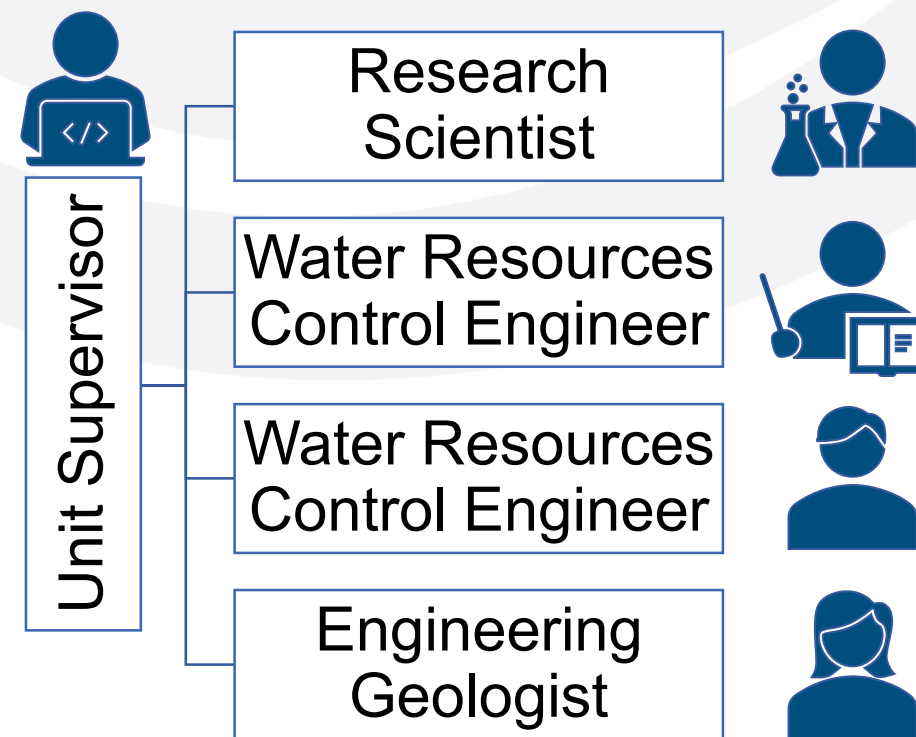 </>
Unit Supervisor
Research
Scientist
Water Resources
Control Engineer
Water Resources
Control Engineer
Engineering
Geologist